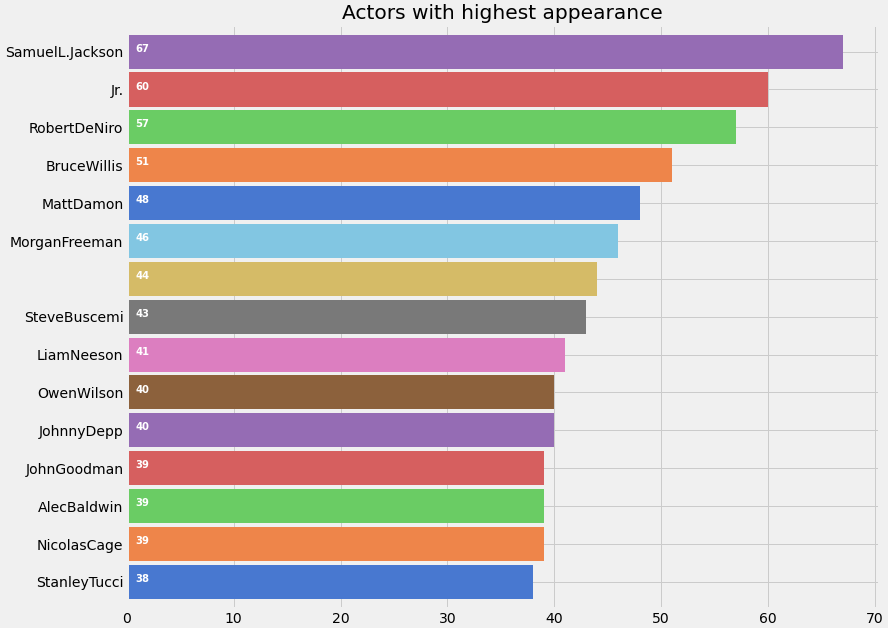 Actors with highest appearance
SamuelL.Jackson 67
Jr. 60
RobertDeNiro 57
BruceWillis 51
MattDamon 48
MorganFreeman 46
44
SteveBuscemi 43
LiamNeeson 41
OwenWilson 40
JohnnyDepp 40
JohnGoodman 39
AlecBaldwin 39
NicolasCage 39
StanleyTucci 38
0 10 20 30 40 50 60 70